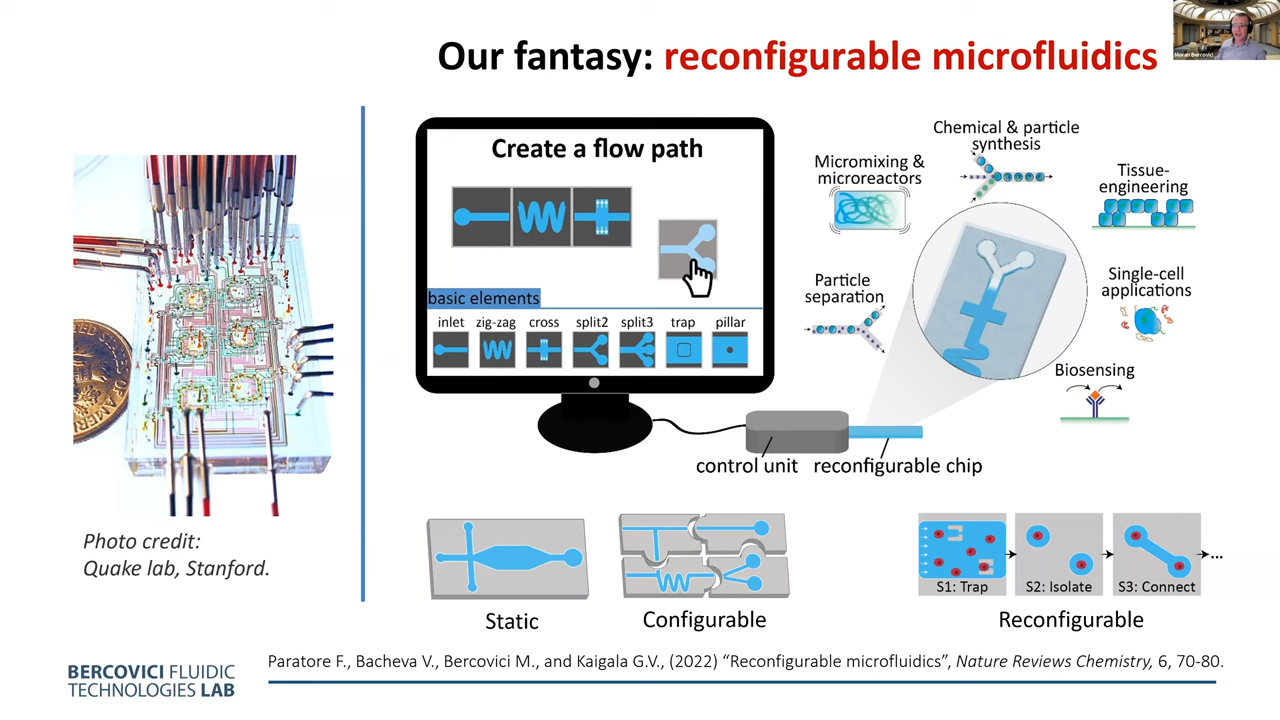 Our fantasy: reconfigurable microfluidics
Moran Bercovici
Create a flow path
basic elements
inlet zig-zag cross split2 split3 trap pillar
Chemical & particle
synthesis
Micromixing &
microreactors
Tissue-
engineering
Particle
separation
Single-cell
applications
Biosensing
control unit reconfigurable chip
Photo credit:
Quake lab, Stanford.
S1: Trap S2: Isolate S3: Connect ...
Static Configurable Reconfigurable
Paratore F., Bacheva V., Bercovici M., and Kaigala G.V., (2022) “Reconfigurable microfluidics”, Nature Reviews Chemistry, 6, 70-80.
BERCOVICI FLUIDIC
TECHNOLOGIES LAB